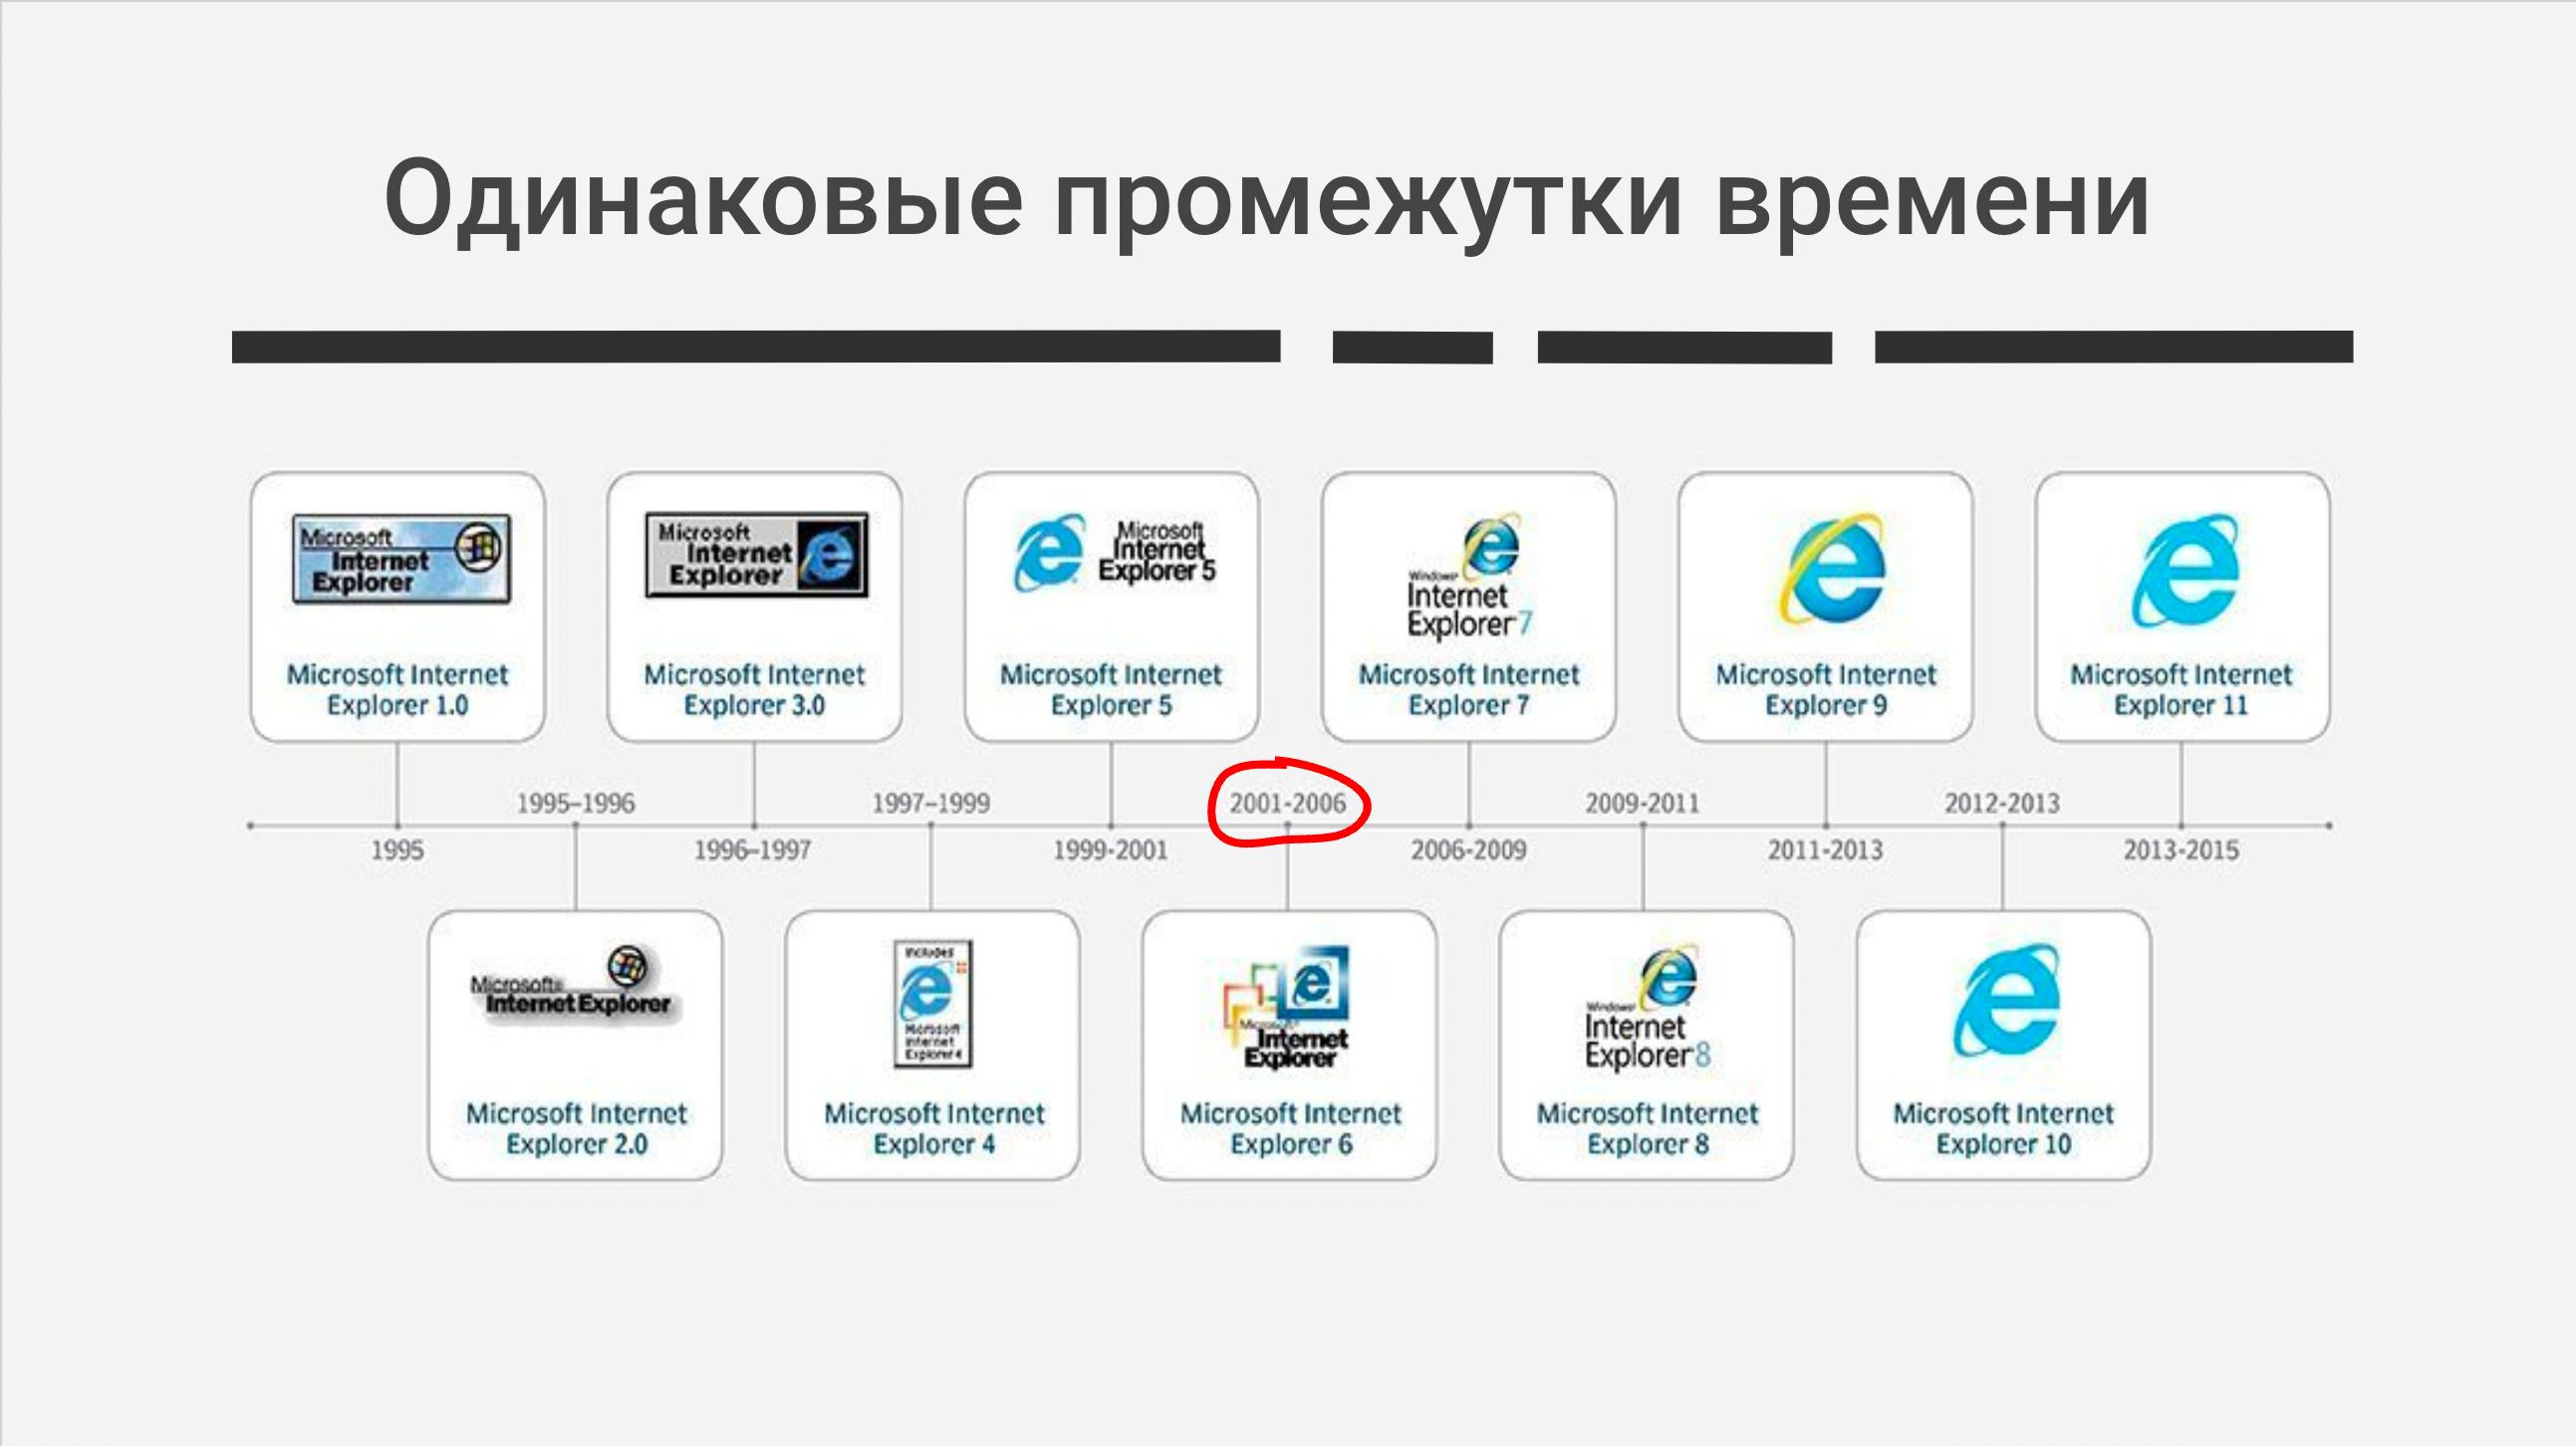 Одинаковые промежутки времени
Microsoft
Internet
Explorer
Microsoft Internet
Explorer 1.0
Microsoft
Internet
Explorer
Microsoft Internet
Explorer 3.0
Microsoft
Internet
Explorer 5
Microsoft Internet
Explorer 5
Windows
Internet
Explorer 7
Microsoft Internet
Explorer 7
Microsoft Internet
Explorer 9
Microsoft Internet
Explorer 11
1995–1996
1997–1999
2001-2006
2009-2011
2012-2013
1995
1996–1997
1999-2001
2006-2009
2011-2013
2013-2015
Microsoft
Internet Explorer
Microsoft Internet
Explorer 2.0
includes
Microsoft
Internet
Explorer 4
Microsoft Internet
Explorer 4
Microsoft
Internet
Explorer
Microsoft Internet
Explorer 6
Windows
Internet
Explorer 8
Microsoft Internet
Explorer 8
Microsoft Internet
Explorer 10